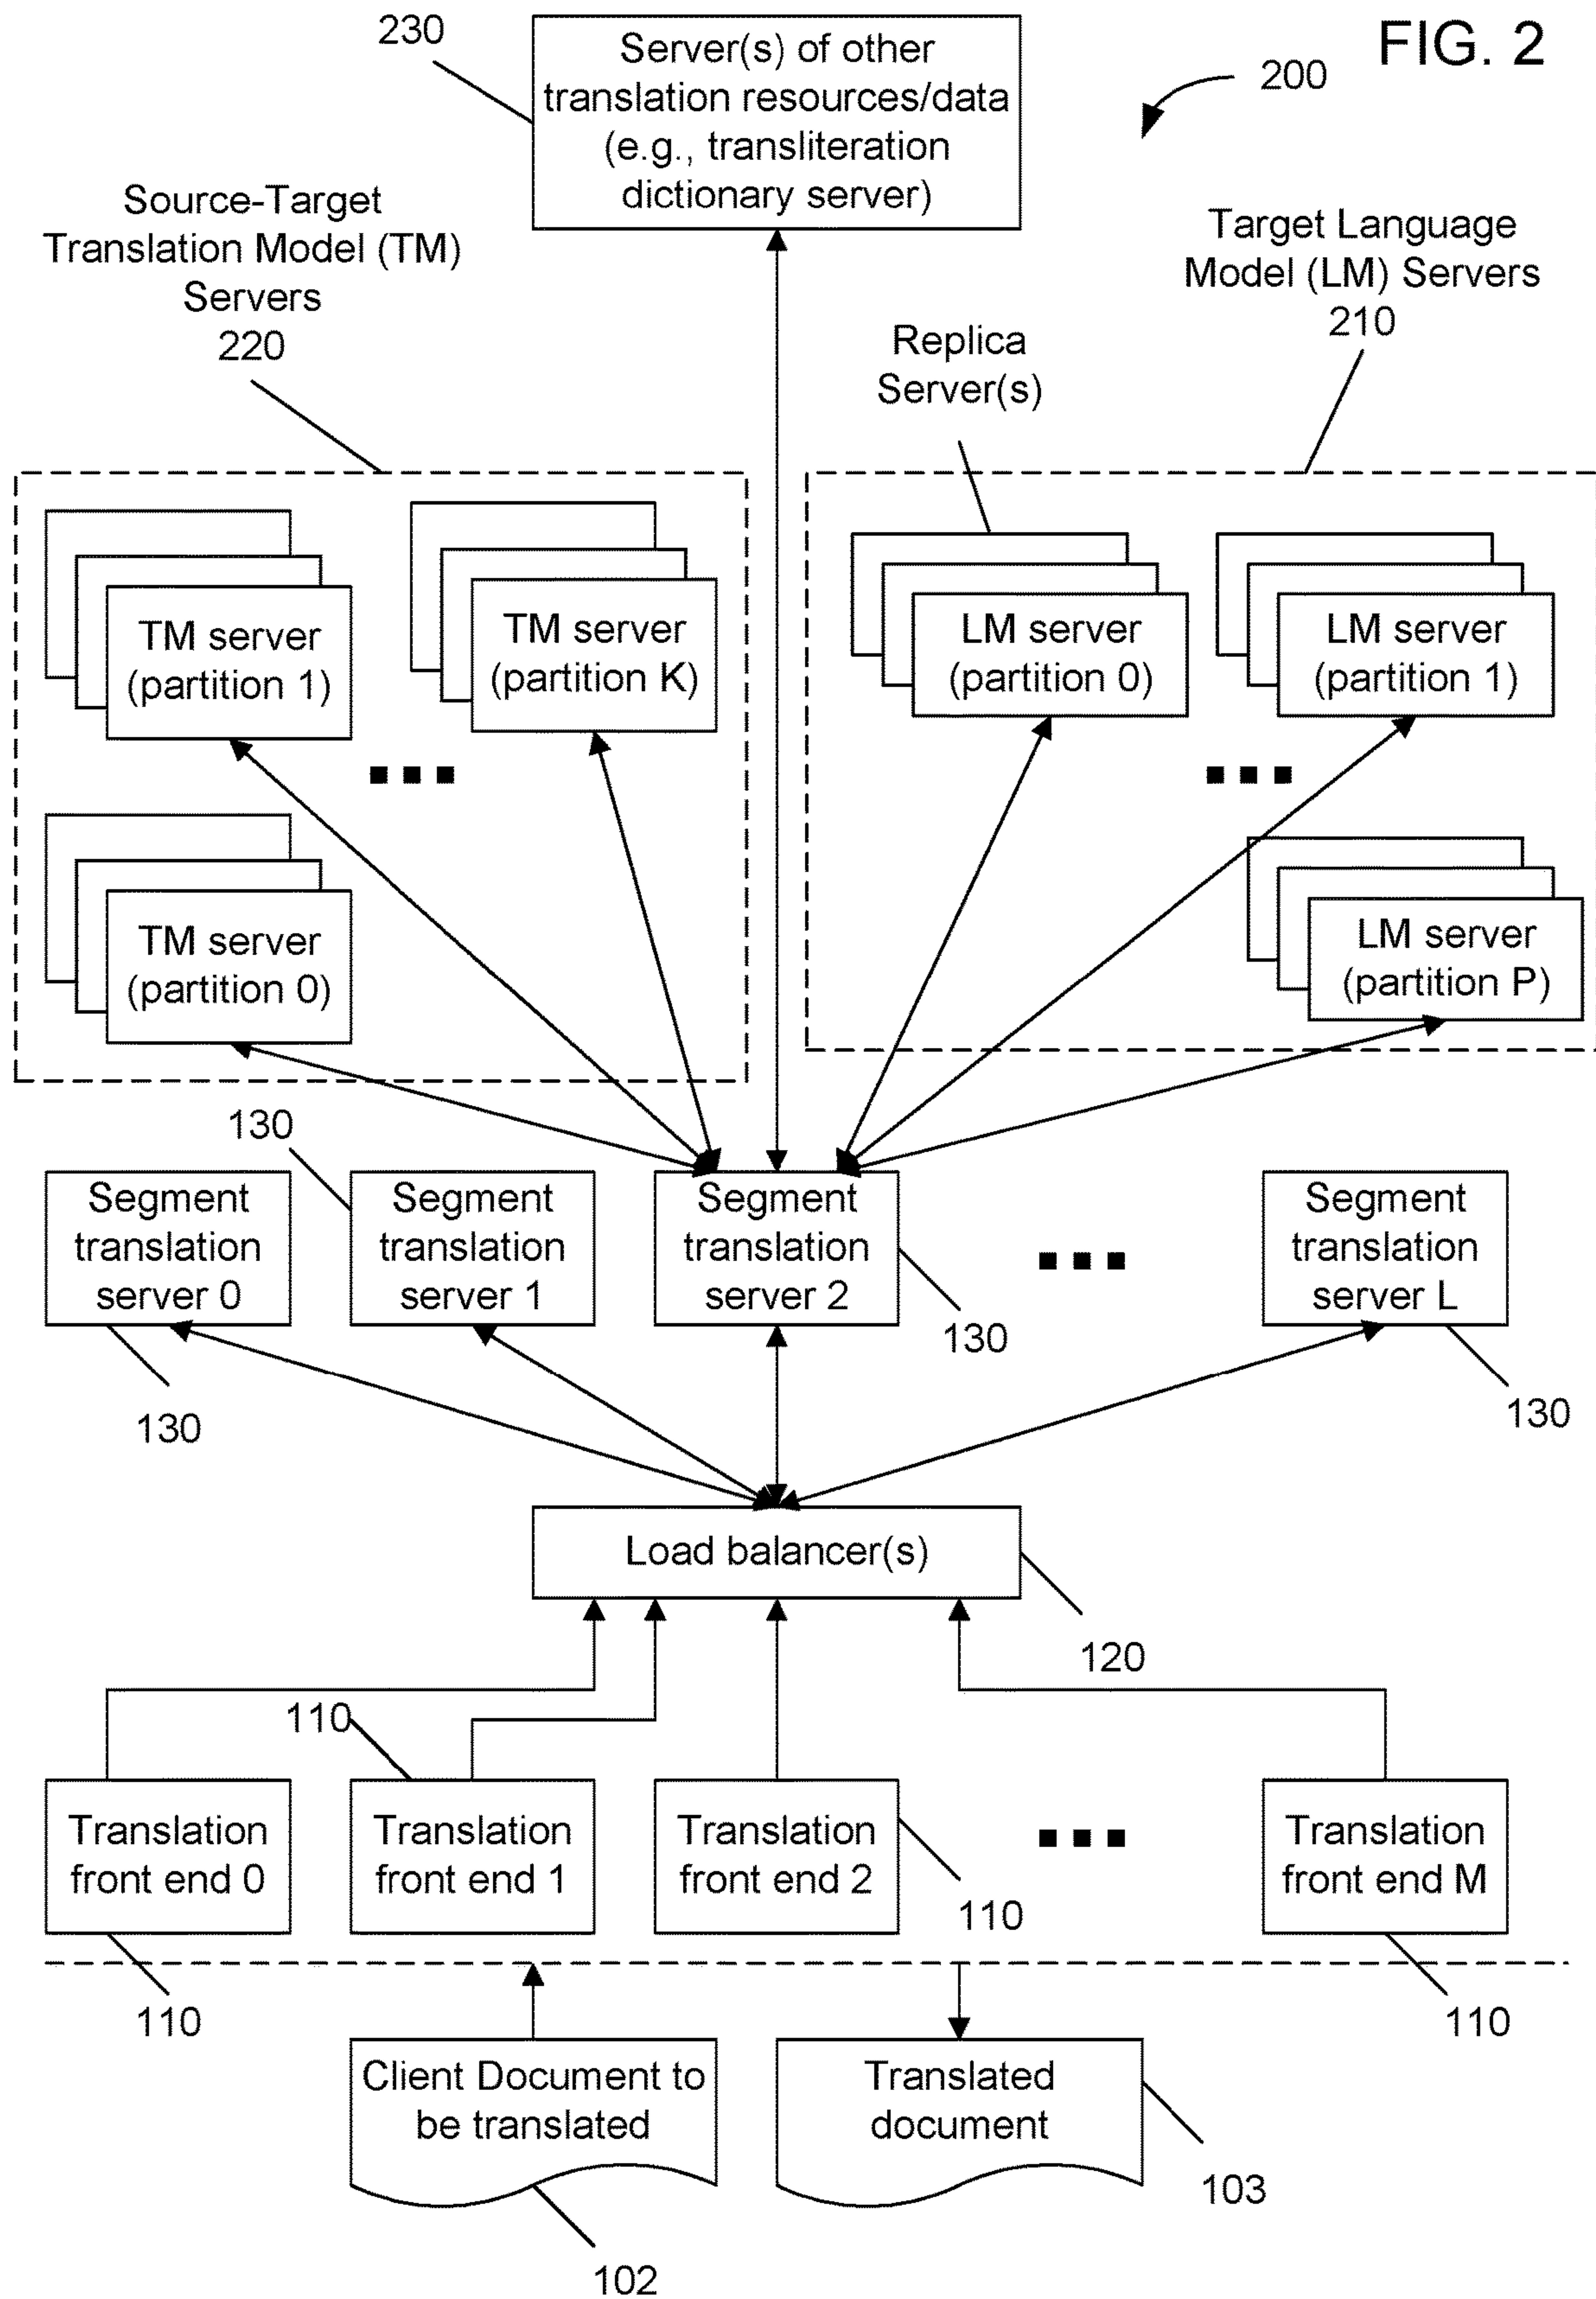 FIG. 2
200
230
Server(s) of other
translation resources/data
(e.g., transliteration
dictionary server)
Source-Target
Translation Model (TM)
Servers
220
Target Language
Model (LM) Servers
210
Replica
Server(s)
TM server
(partition 1)
TM server
(partition K)
LM server
(partition 0)
LM server
(partition 1)
TM server
(partition 0)
LM server
(partition P)
130
Segment
translation
server 0
Segment
translation
server 1
Segment
translation
server 2
Segment
translation
server L
130
130
130
Load balancer(s)
120
110
Translation
front end 0
Translation
front end 1
Translation
front end 2
Translation
front end M
110
110
110
Client Document to
be translated
Translated
document
103
102